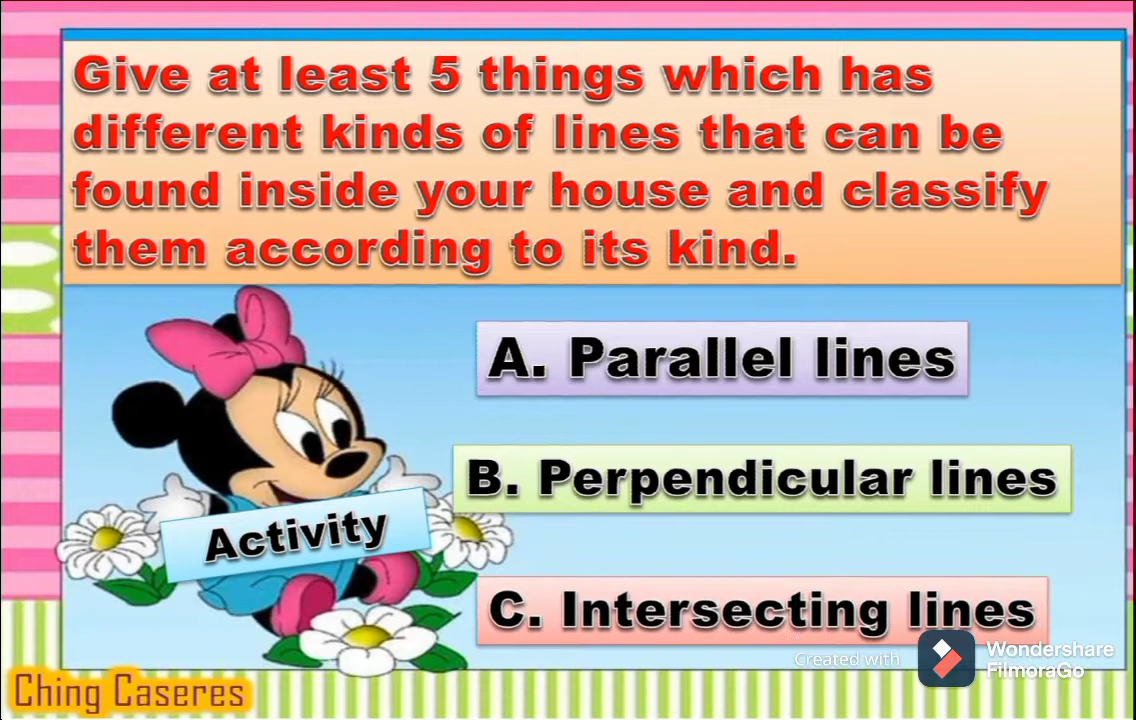 Give at least 5 things which has
different kinds of lines that can be
found inside your house and classify
them according to its kind.
A. Parallel lines
B. Perpendicular lines
Activity
C. Intersecting lines
Created with
Wondershare
FilmoraGo
Ching Caseres